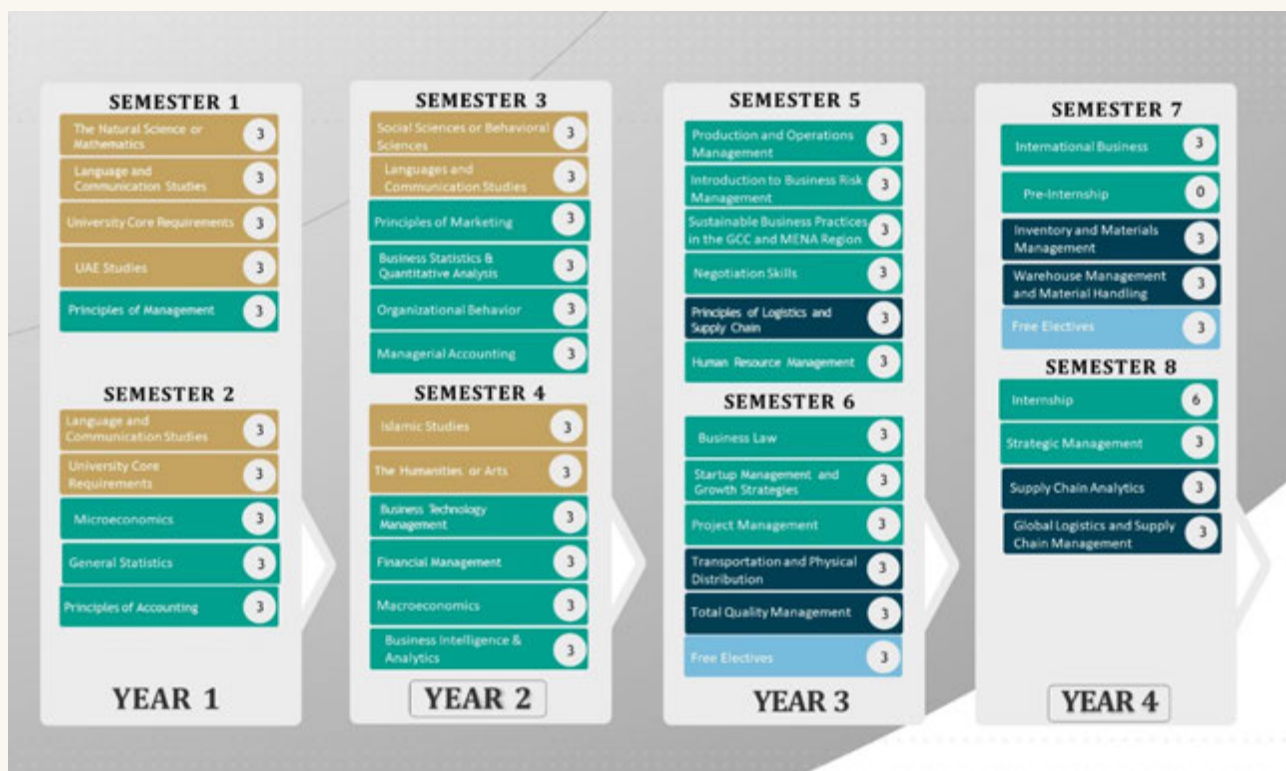 SEMESTER 1
The Natural Science or
Mathematics
3
Language and
Communication Studies
3
University Core Requirements
3
UAE Studies
3
Principles of Management
3
SEMESTER 2
Language and
Communication Studies
3
University Core
Requirements
3
Microeconomics
3
General Statistics
3
Principles of Accounting
3
YEAR 1
SEMESTER 3
Social Sciences or Behavioral
Sciences
3
Languages and
Communication Studies
3
Principles of Marketing
3
Business Statistics &
Quantitative Analysis
3
Organizational Behavior
3
Managerial Accounting
3
SEMESTER 4
Islamic Studies
3
The Humanities or Arts
3
Business Technology
Management
3
Financial Management
3
Macroeconomics
3
Business Intelligence &
Analytics
3
YEAR 2
SEMESTER 5
Production and Operations
Management
3
Introduction to Business Risk
Management
3
Sustainable Business Practices
in the GCC and MENA Region
3
Negotiation Skills
3
Principles of Logistics and
Supply Chain
3
Human Resource Management
3
SEMESTER 6
Business Law
3
Startup Management and
Growth Strategies
3
Project Management
3
Transportation and Physical
Distribution
3
Total Quality Management
3
Free Electives
3
YEAR 3
SEMESTER 7
International Business
3
Pre-Internship
0
Inventory and Materials
Management
3
Warehouse Management
and Material Handling
3
Free Electives
3
SEMESTER 8
Internship
6
Strategic Management
3
Supply Chain Analytics
3
Global Logistics and Supply
Chain Management
3
YEAR 4